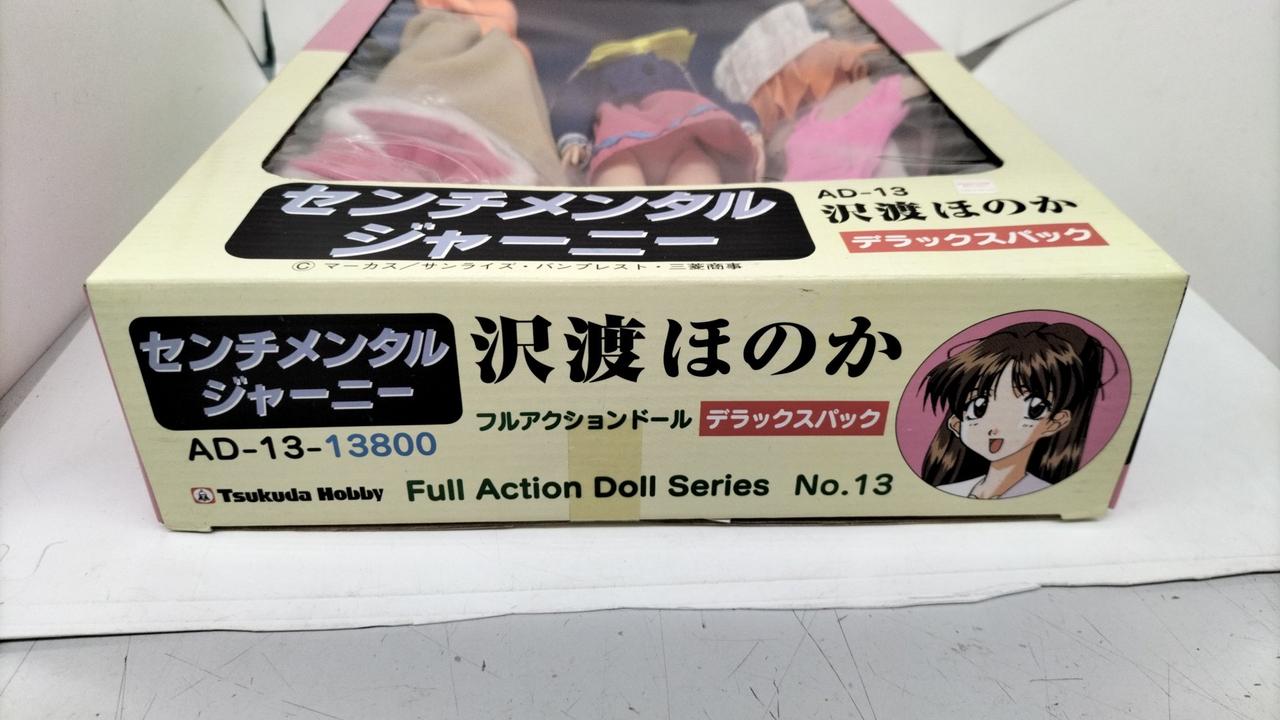 センチメンタル
ジャーニー
© マーカス/サンライズ・バンプレスト・三菱商事
AD-13
沢渡ほのか
デラックスパック
センチメンタル
ジャーニー
AD-13-13800
Tsukuda Hobby
沢渡ほのか
フルアクションドール デラックスパック
Full Action Doll Series No.13